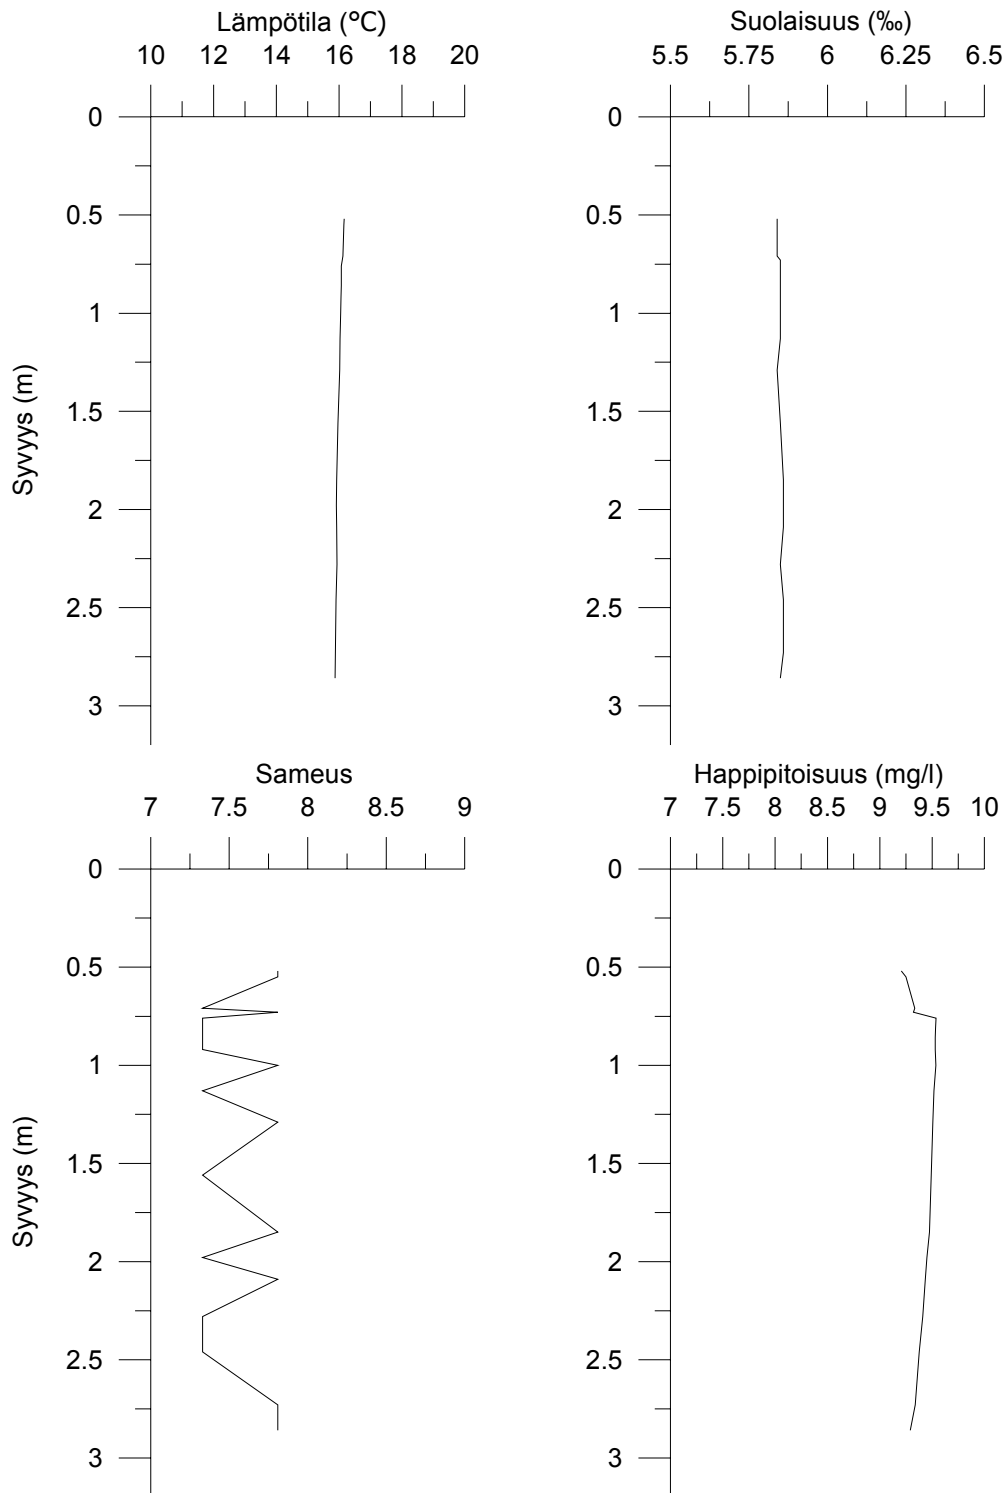 Lämpötila (°C)
10 12 14 16 18 20
0
0.5
1
1.5
2
2.5
3
Syvyys (m)
Suolaisuus (‰)
5.5 5.75 6 6.25 6.5
0
0.5
1
1.5
2
2.5
3
Sameus
7 7.5 8 8.5 9
0
0.5
1
1.5
2
2.5
3
Syvyys (m)
Happipitoisuus (mg/l)
7 7.5 8 8.5 9 9.5 10
0
0.5
1
1.5
2
2.5
3